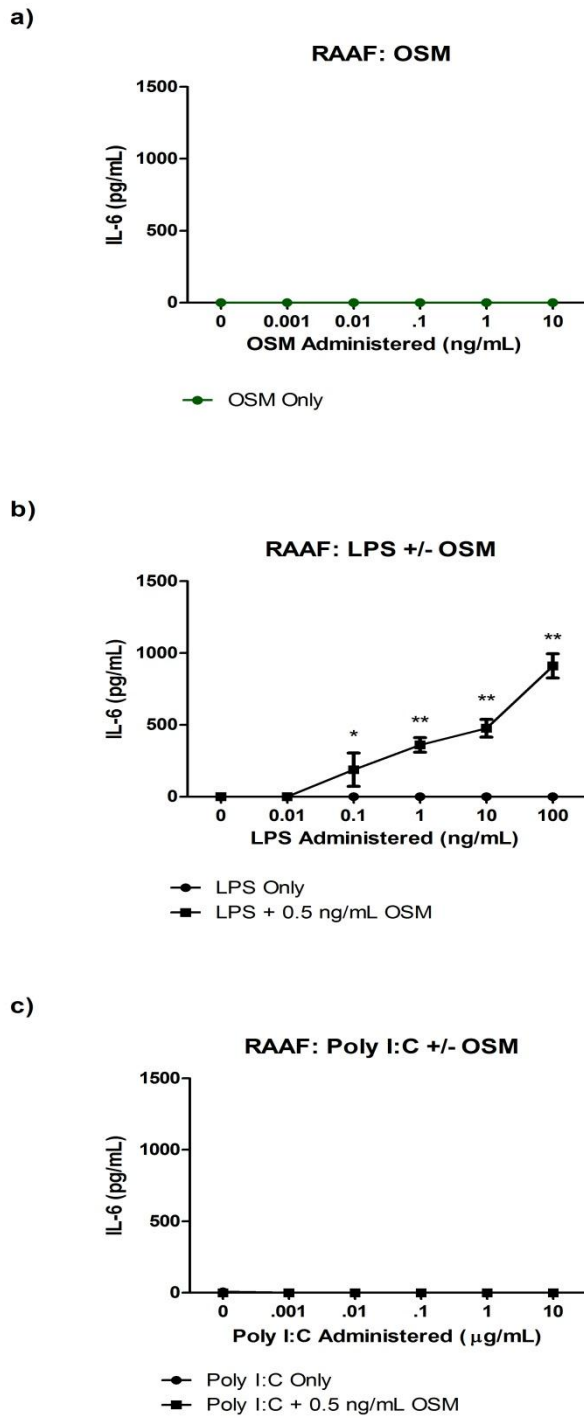 a)
RAAF: OSM
IL-6 (pg/mL)
1500
1000
500
0
0 0.001 0.01 .1 1 10
OSM Administered (ng/mL)
OSM Only
b)
RAAF: LPS +/- OSM
IL-6 (pg/mL)
1500
1000
500
0
* ** ** **
0 0.01 0.1 1 10 100
LPS Administered (ng/mL)
LPS Only
LPS + 0.5 ng/mL OSM
c)
RAAF: Poly I:C +/- OSM
IL-6 (pg/mL)
1500
1000
500
0
0 .001 .01 .1 1 10
Poly I:C Administered ( µg/mL)
Poly I:C Only
Poly I:C + 0.5 ng/mL OSM